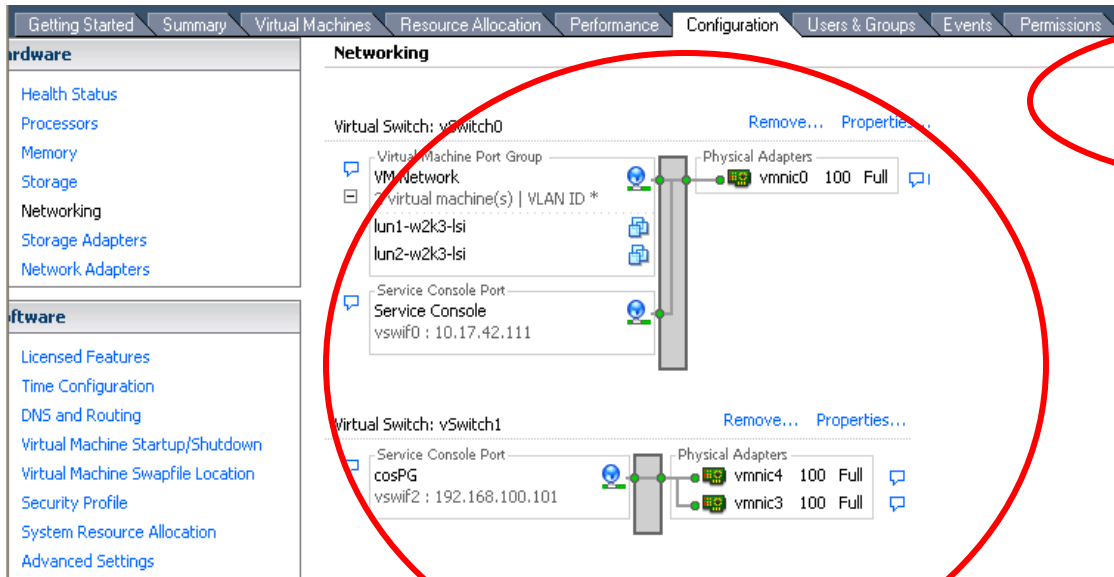 Getting Started Summary Virtual Machines Resource Allocation Performance Configuration Users & Groups Events Permissions
rdware
Health Status
Processors
Memory
Storage
Networking
Storage Adapters
Network Adapters
ftware
Licensed Features
Time Configuration
DNS and Routing
Virtual Machine Startup/Shutdown
Virtual Machine Swapfile Location
Security Profile
System Resource Allocation
Advanced Settings
Networking
Virtual Switch: vSwitch0 Remove... Properties...
Virtual Machine Port Group Physical Adapters
VM Network vmnic0 100 Full
virtual machine(s) | VLAN ID *
lun1-w2k3-lsi
lun2-w2k3-lsi
Service Console Port
Service Console
vswif0 : 10.17.42.111
Virtual Switch: vSwitch1 Remove... Properties...
Service Console Port Physical Adapters
cosPG vmnic4 100 Full
vswif2 : 192.168.100.101 vmnic3 100 Full